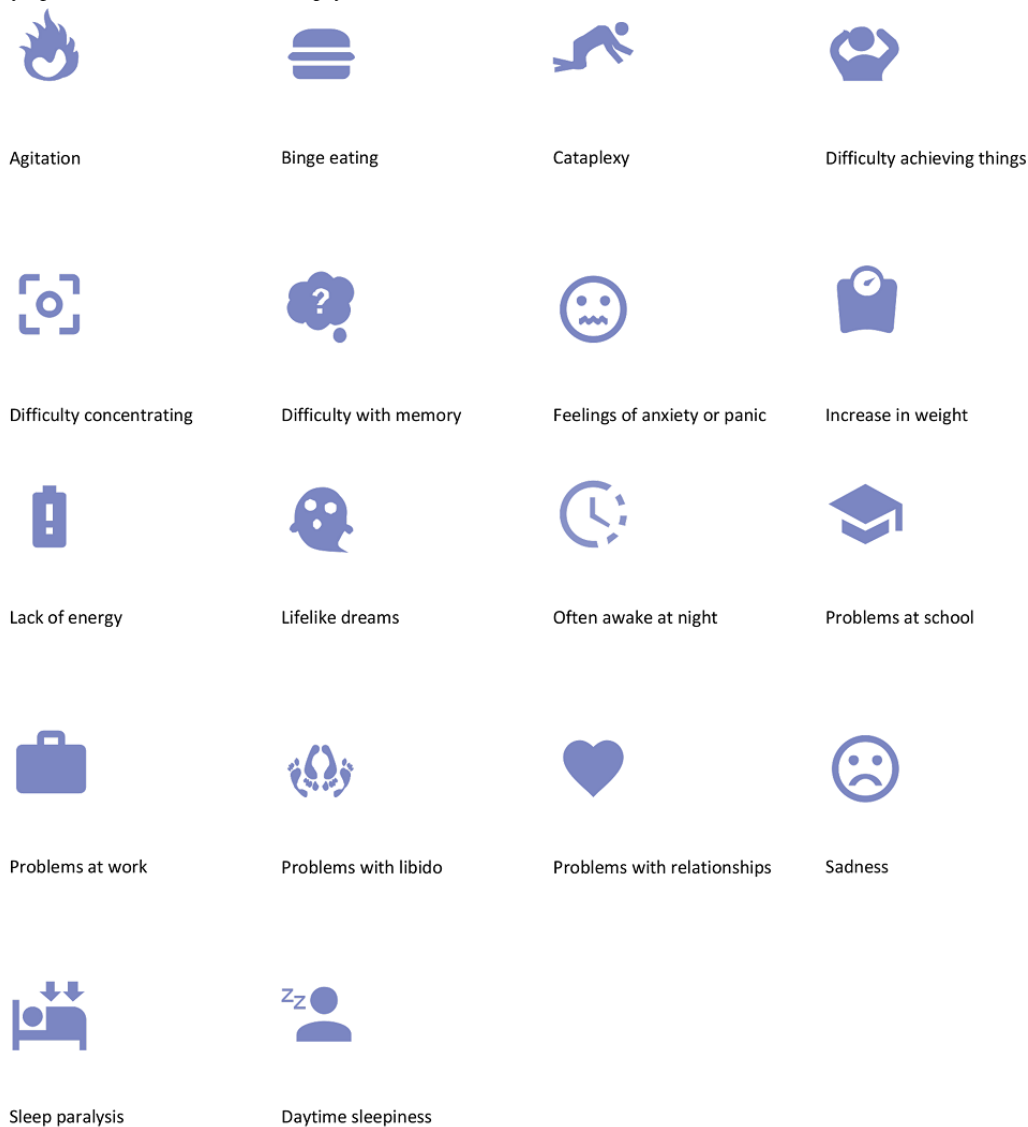 Agitation
Binge eating
Cataplexy
Difficulty achieving things
?
Difficulty concentrating
Difficulty with memory
Feelings of anxiety or panic
Increase in weight
!
Lack of energy
Lifelike dreams
Often awake at night
Problems at school
Problems at work
Problems with libido
Problems with relationships
Sadness
zz
Sleep paralysis
Daytime sleepiness